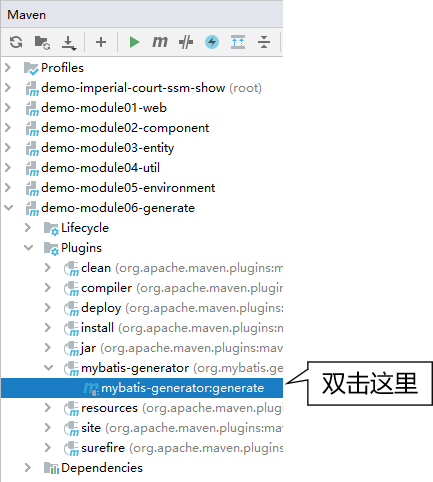 Maven
Profiles
demo-imperial-court-ssm-show (root)
demo-module01-web
demo-module02-component
demo-module03-entity
demo-module04-util
demo-module05-environment
demo-module06-generate
Lifecycle
Plugins
clean (org.apache.maven.plugins:m
compiler (org.apache.maven.plug
deploy (org.apache.maven.plugin
install (org.apache.maven.plugin
jar (org.apache.maven.plugins:mav
mybatis-generator (org.mybatis.ge
mybatis-generator:generate
双击这里
resources (org.apache.maven.plug
site (org.apache.maven.plugins:ma
surefire (org.apache.maven.plugin
Dependencies